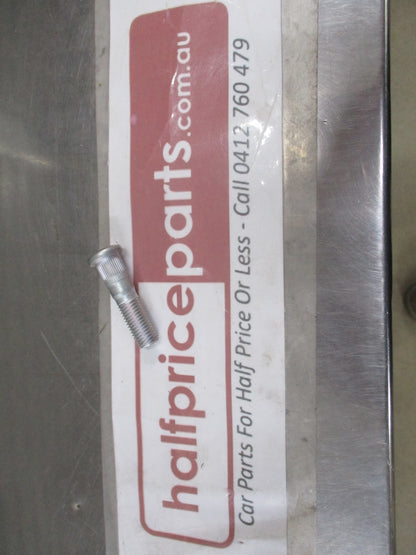 halfpriceparts.com.au
Car Parts For Half Price Or Less - Call 0412 760 479